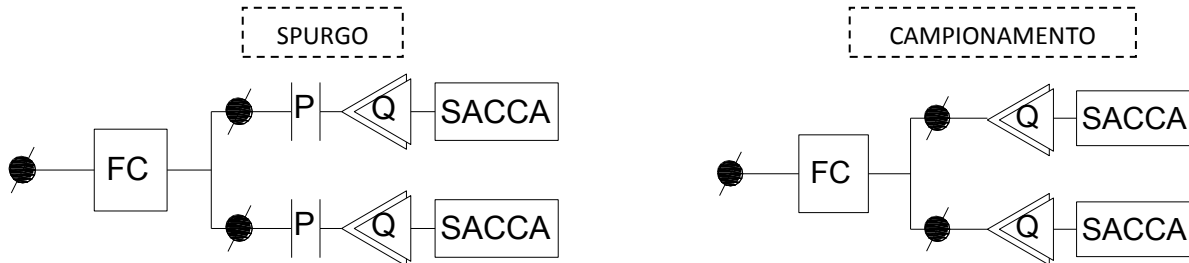 SPURGO
CAMPIONAMENTO
P Q SACCA
FC
P Q SACCA
Q SACCA
FC
Q SACCA